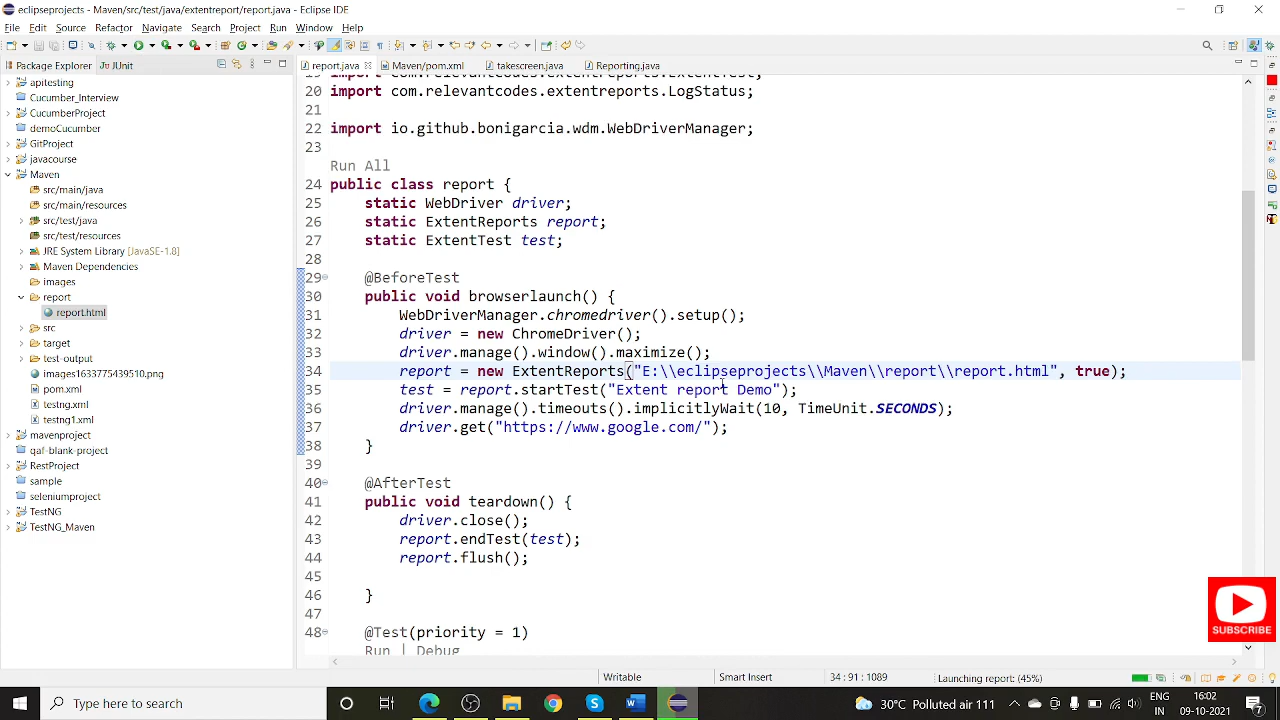 eclipseprojects - Maven/src/test/java/extentreport/report.java - Eclipse IDE
File Edit Source Refactor Navigate Search Project Run Window Help
Package Explorer
JUnit
report.java
Maven/pom.xml
takescreen.java
Reporting.java
apitesting
Cucumber_Interview
CucumberProject
demoCucumber
GitProject
javacourse
Maven
src/main/java
src/main/resources
src/test/java
src/test/resources
JRE System Library [JavaSE-1.8]
Maven Dependencies
images
report
report.html
src
target
test-output
images1633775439510.png
pom.xml
testng.xml
testng1.xml
mavenproject
qaf-blank-project
RestProject
sample
seleniumproject
TestNG
TestNG_Maven
19 import com.relevantcodes.extentreports.ExtentTest;
20 import com.relevantcodes.extentreports.LogStatus;
21
22 import io.github.bonigarcia.wdm.WebDriverManager;
23
Run All
24 public class report {
25 static WebDriver driver;
26 static ExtentReports report;
27 static ExtentTest test;
28
29 @BeforeTest
30 public void browserlaunch() {
31 WebDriverManager.chromedriver().setup();
32 driver = new ChromeDriver();
33 driver.manage().window().maximize();
34 report = new ExtentReports("E:\\eclipseprojects\\Maven\\report\\report.html", true);
35 test = report.startTest("Extent report Demo");
36 driver.manage().timeouts().implicitlyWait(10, TimeUnit.SECONDS);
37 driver.get("https://www.google.com/");
38 }
39
40 @AfterTest
41 public void teardown() {
42 driver.close();
43 report.endTest(test);
44 report.flush();
45
46 }
47
48 @Test(priority = 1)
Run | Debug
SUBSCRIBE
Writable
Smart Insert
34 : 91 : 1089
Launching report: (45%)
Type here to search
30°C Polluted air 111
ENG
IN
16:02
09-10-2021
7